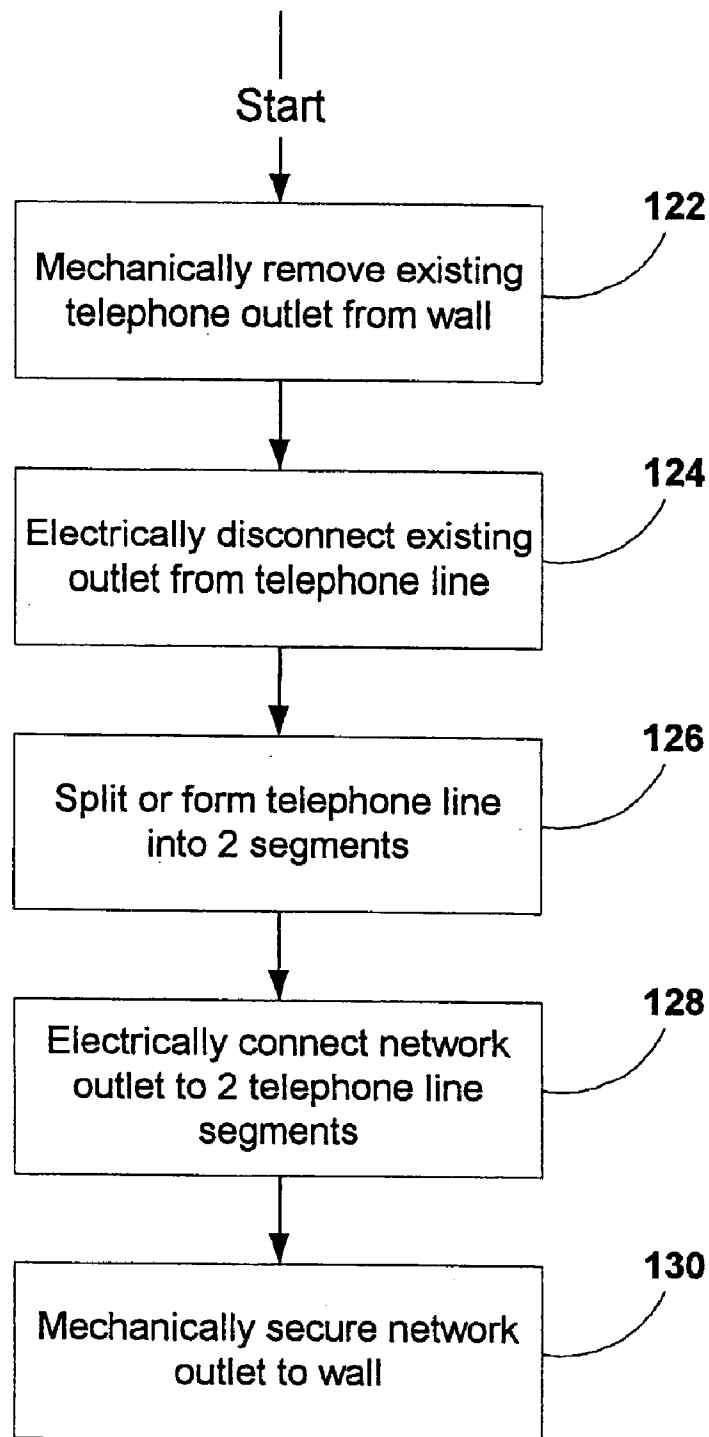 Start
122
Mechanically remove existing
telephone outlet from wall
124
Electrically disconnect existing
outlet from telephone line
126
Split or form telephone line
into 2 segments
128
Electrically connect network
outlet to 2 telephone line
segments
130
Mechanically secure network
outlet to wall